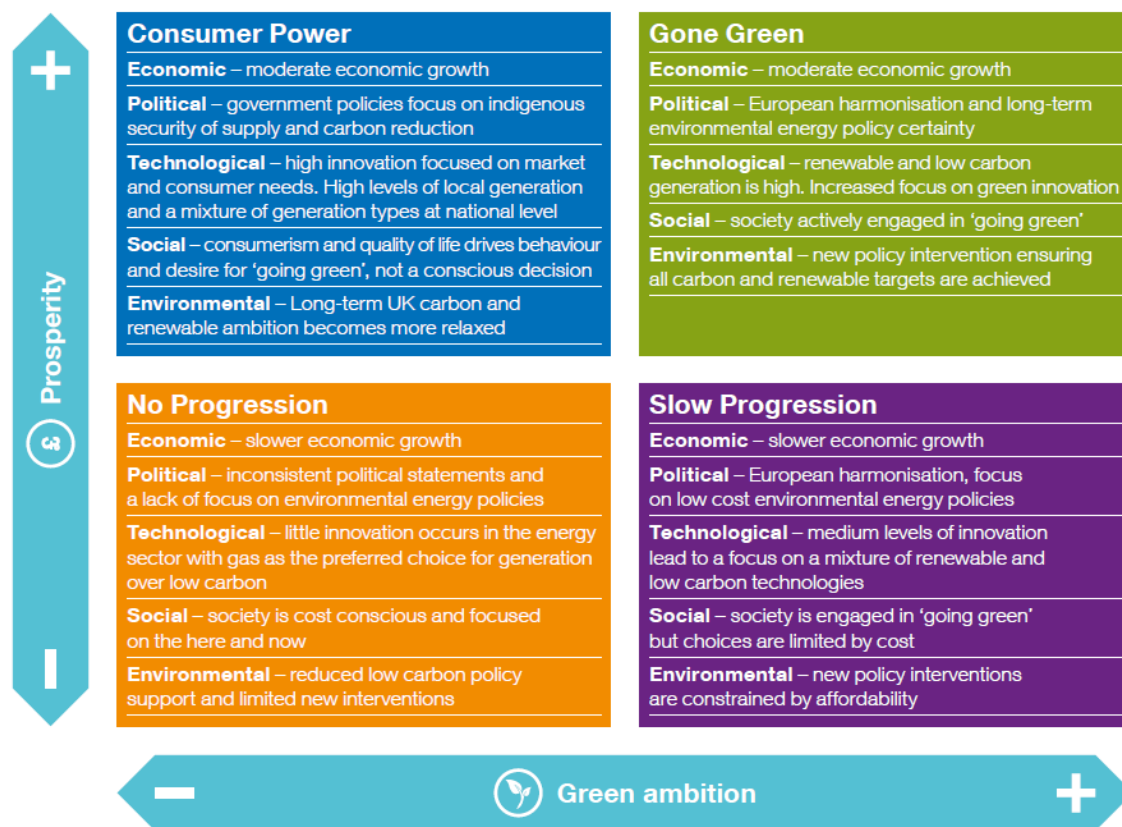 Consumer Power
Economic – moderate economic growth
Political – government policies focus on indigenous
security of supply and carbon reduction
Technological – high innovation focused on market
and consumer needs. High levels of local generation
and a mixture of generation types at national level
Social – consumerism and quality of life drives behaviour
and desire for ‘going green’, not a conscious decision
Environmental – Long-term UK carbon and
renewable ambition becomes more relaxed
Gone Green
Economic – moderate economic growth
Political – European harmonisation and long-term
environmental energy policy certainty
Technological – renewable and low carbon
generation is high. Increased focus on green innovation
Social – society actively engaged in ‘going green’
Environmental – new policy intervention ensuring
all carbon and renewable targets are achieved
No Progression
Economic – slower economic growth
Political – inconsistent political statements and
a lack of focus on environmental energy policies
Technological – little innovation occurs in the energy
sector with gas as the preferred choice for generation
over low carbon
Social – society is cost conscious and focused
on the here and now
Environmental – reduced low carbon policy
support and limited new interventions
Slow Progression
Economic – slower economic growth
Political – European harmonisation, focus
on low cost environmental energy policies
Technological – medium levels of innovation
lead to a focus on a mixture of renewable and
low carbon technologies
Social – society is engaged in ‘going green’
but choices are limited by cost
Environmental – new policy interventions
are constrained by affordability
+
£ Prosperity
–
–
Green ambition
+